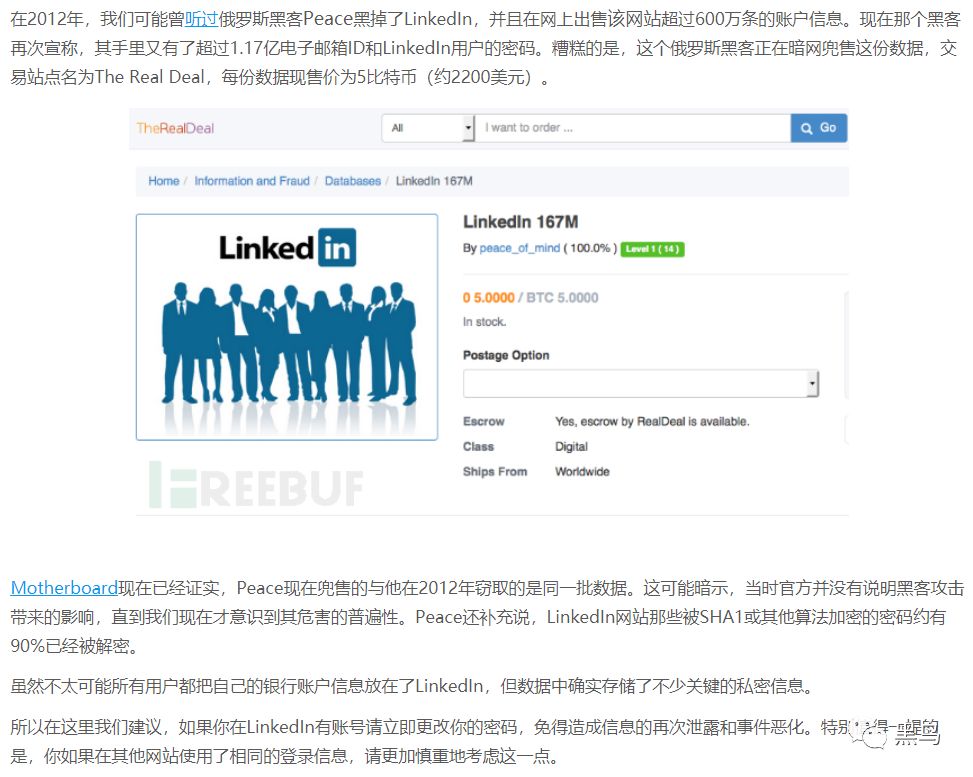 在2012年，我们可能曾听过俄罗斯黑客Peace黑掉了LinkedIn，并且在网上出售该网站超过600万条的账户信息。现在那个黑客
再次宣称，其手里又有了超过1.17亿电子邮箱ID和LinkedIn用户的密码。糟糕的是，这个俄罗斯黑客正在暗网兜售这份数据，交
易站点名为The Real Deal，每份数据现售价为5比特币（约2200美元）。
TheRealDeal
All
I want to order ...
Go
Home / Information and Fraud / Databases / LinkedIn 167M
Linked in
LinkedIn 167M
By peace_of_mind ( 100.0% ) Level 1 ( 14 )
5.0000 / BTC 5.0000
In stock.
Postage Option
Escrow Yes, escrow by RealDeal is available.
Class Digital
Ships From Worldwide
FREEBUF
Motherboard现在已经证实，Peace现在兜售的与他在2012年窃取的是同一批数据。这可能暗示，当时官方并没有说明黑客攻击
带来的影响，直到我们现在才意识到其危害的普遍性。Peace还补充说，LinkedIn网站那些被SHA1或其他算法加密的密码约有
90%已经被解密。
虽然不太可能所有用户都把自己的银行账户信息放在了LinkedIn，但数据中确实存储了不少关键的私密信息。
所以在这里我们建议，如果你在LinkedIn有账号请立即更改你的密码，免得造成信息的再次泄露和事件恶化。特别 得一提的
是，你如果在其他网站使用了相同的登录信息，请更加慎重地考虑这一点。
黑鸟